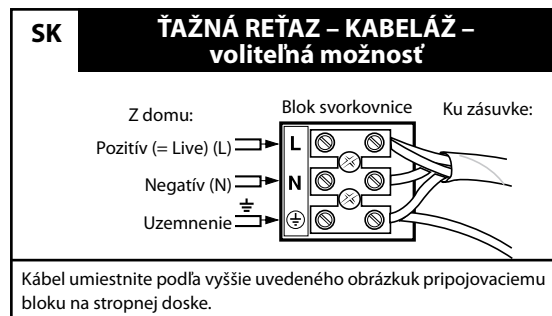 SK
ŤAŽNÁ REŤAZ – KABELÁŽ –
voliteľná možnosť
Z domu:
Blok svorkovnice
Ku zásuvke:
Pozitív (= Live) (L)
L
Negatív (N)
N
Uzemnenie
Kábel umiestnite podľa vyššie uvedeného obrázkuk pripojovaciemu
bloku na stropnej doske.